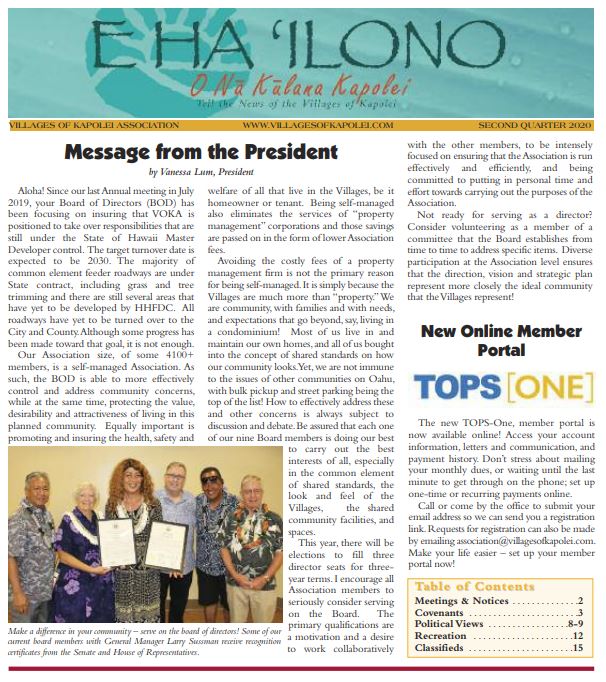 E HA ‘ILONO
O Nā Kūlana Kapolei
Tell the News of the Villages of Kapolei
VILLAGES OF KAPOLEI ASSOCIATION WWW.VILLAGESOFKAPOLEI.COM SECOND QUARTER 2020
Message from the President
by Vanessa Lum, President
Aloha! Since our last Annual meeting in July
2019, your Board of Directors (BOD) has
been focusing on insuring that VOKA is
positioned to take over responsibilities that are
still under the State of Hawaii Master
Developer control. The target turnover date is
expected to be 2030. The majority of
common element feeder roadways are under
State contract, including grass and tree
trimming and there are still several areas that
have yet to be developed by HHFDC. All
roadways have yet to be turned over to the
City and County. Although some progress has
been made toward that goal, it is not enough.
Our Association size, of some 4100+
members, is a self-managed Association. As
such, the BOD is able to more effectively
control and address community concerns,
while at the same time, protecting the value,
desirability and attractiveness of living in this
planned community. Equally important is
promoting and insuring the health, safety and
welfare of all that live in the Villages, be it
homeowner or tenant. Being self-managed
also eliminates the services of “property
management” corporations and those savings
are passed on in the form of lower Association
fees.
Avoiding the costly fees of a property
management firm is not the primary reason
for being self-managed. It is simply because the
Villages are much more than “property.” We
are community, with families and with needs,
and expectations that go beyond, say, living in
a condominium! Most of us live in and
maintain our own homes, and all of us bought
into the concept of shared standards on how
our community looks. Yet, we are not immune
to the issues of other communities on Oahu,
with bulk pickup and street parking being the
top of the list! How to effectively address these
and other concerns is always subject to
discussion and debate. Be assured that each one
of our nine Board members is doing our best
to carry out the best
interests of all, especially
in the common element
of shared standards, the
look and feel of the
Villages, the shared
community facilities, and
spaces.
This year, there will be
elections to fill three
director seats for three-
year terms. I encourage all
Association members to
seriously consider serving
on the Board. The
primary qualifications are
a motivation and a desire
to work collaboratively
with the other members, to be intensely
focused on ensuring that the Association is run
effectively and efficiently, and being
committed to putting in personal time and
effort towards carrying out the purposes of the
Association.
Not ready for serving as a director?
Consider volunteering as a member of a
committee that the Board establishes from
time to time to address specific items. Diverse
participation at the Association level ensures
that the direction, vision and strategic plan
represent more closely the ideal community
that the Villages represent!
Make a difference in your community – serve on the board of directors! Some of our
current board members with General Manager Larry Sussman receive recognition
certificates from the Senate and House of Representatives.
New Online Member
Portal
TOPS [ONE]
The new TOPS-One, member portal is
now available online! Access your account
information, letters and communication, and
payment history. Don’t stress about mailing
your monthly dues, or waiting until the last
minute to get through on the phone; set up
one-time or recurring payments online.
Call or come by the office to submit your
email address so we can send you a registration
link. Requests for registration can also be made
by emailing association@villagesofkapolei.com.
Make your life easier – set up your member
portal now!
Table of Contents
Meetings & Notices . . . . . . . . . . . . .2
Covenants . . . . . . . . . . . . . . . . . . . . .3
Political Views . . . . . . . . . . . . . . . .8-9
Recreation . . . . . . . . . . . . . . . . . . .12
Classifieds . . . . . . . . . . . . . . . . . . .15